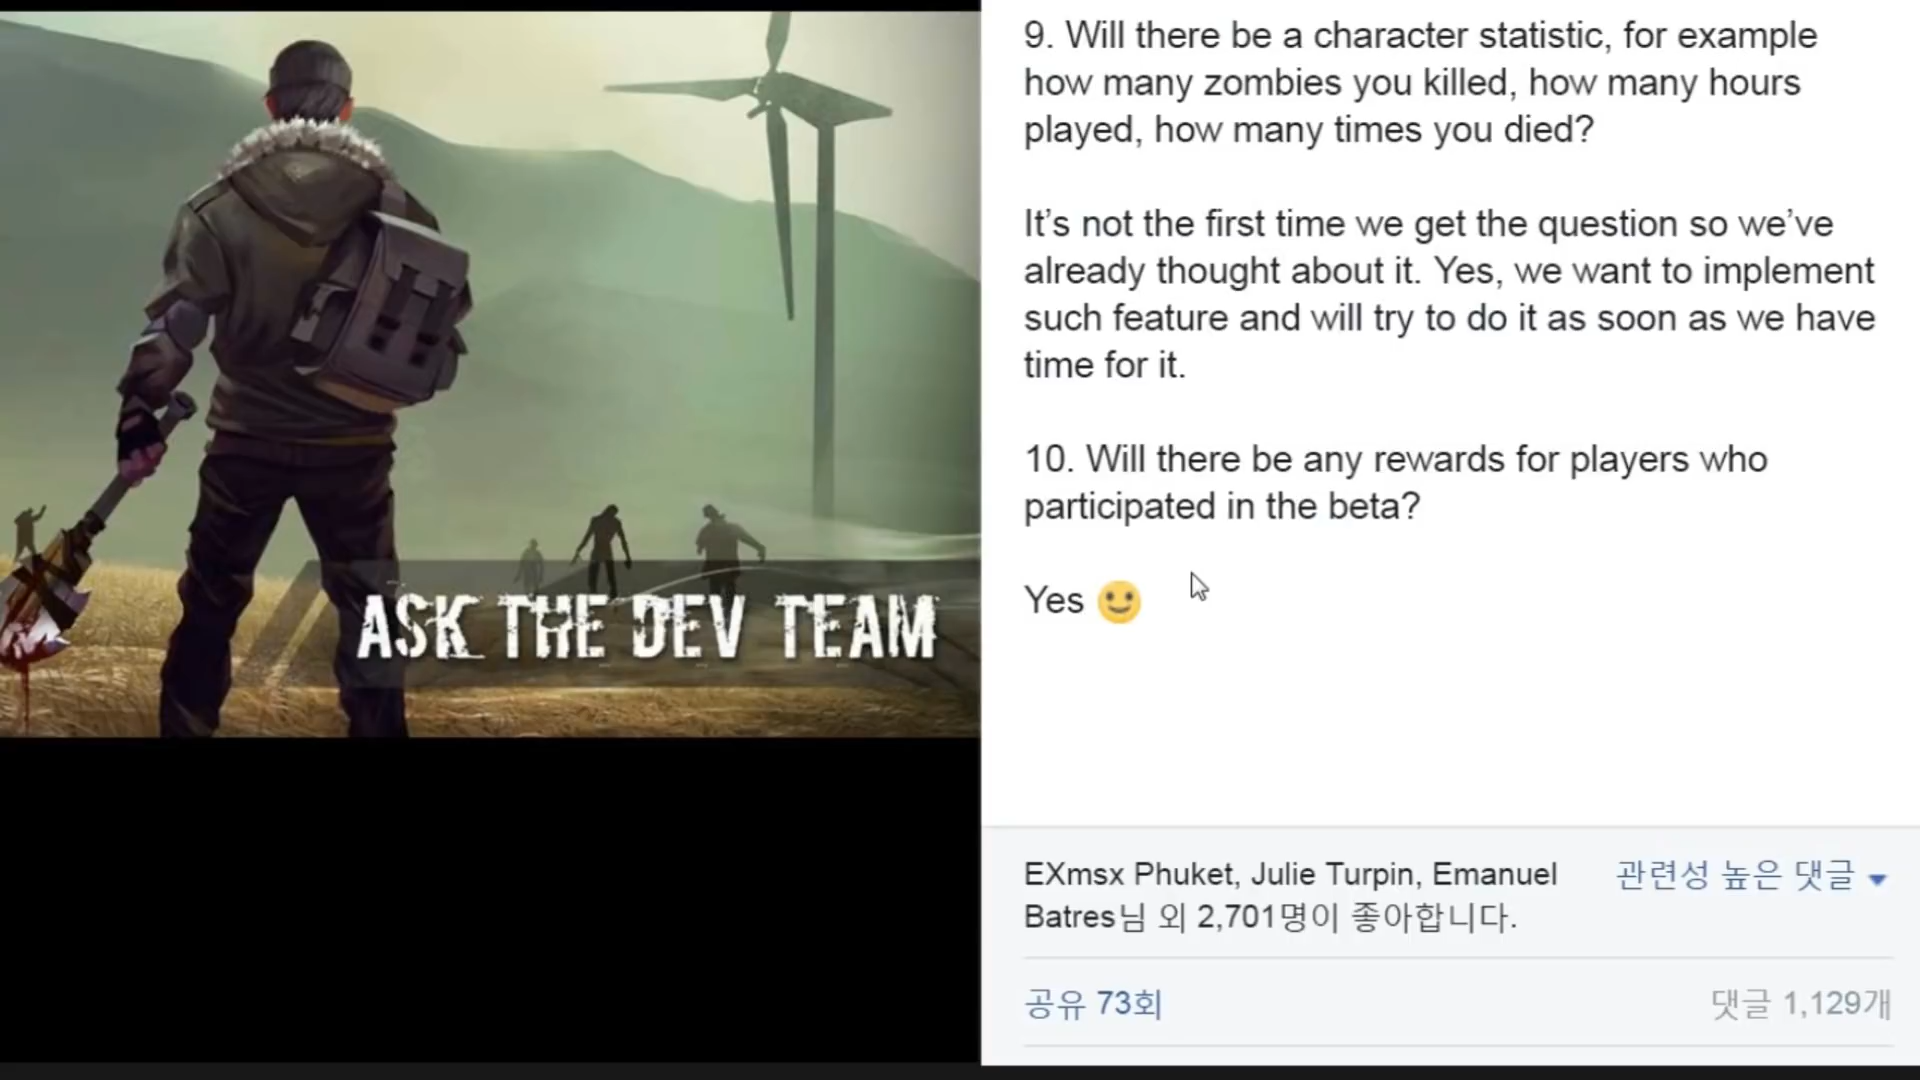 ASK THE DEV TEAM
9. Will there be a character statistic, for example
how many zombies you killed, how many hours
played, how many times you died?
It’s not the first time we get the question so we’ve
already thought about it. Yes, we want to implement
such feature and will try to do it as soon as we have
time for it.
10. Will there be any rewards for players who
participated in the beta?
Yes 🙂
EXmsx Phuket, Julie Turpin, Emanuel
Batres님 외 2,701명이 좋아합니다.
관련성 높은 댓글
공유 73회
댓글 1,129개